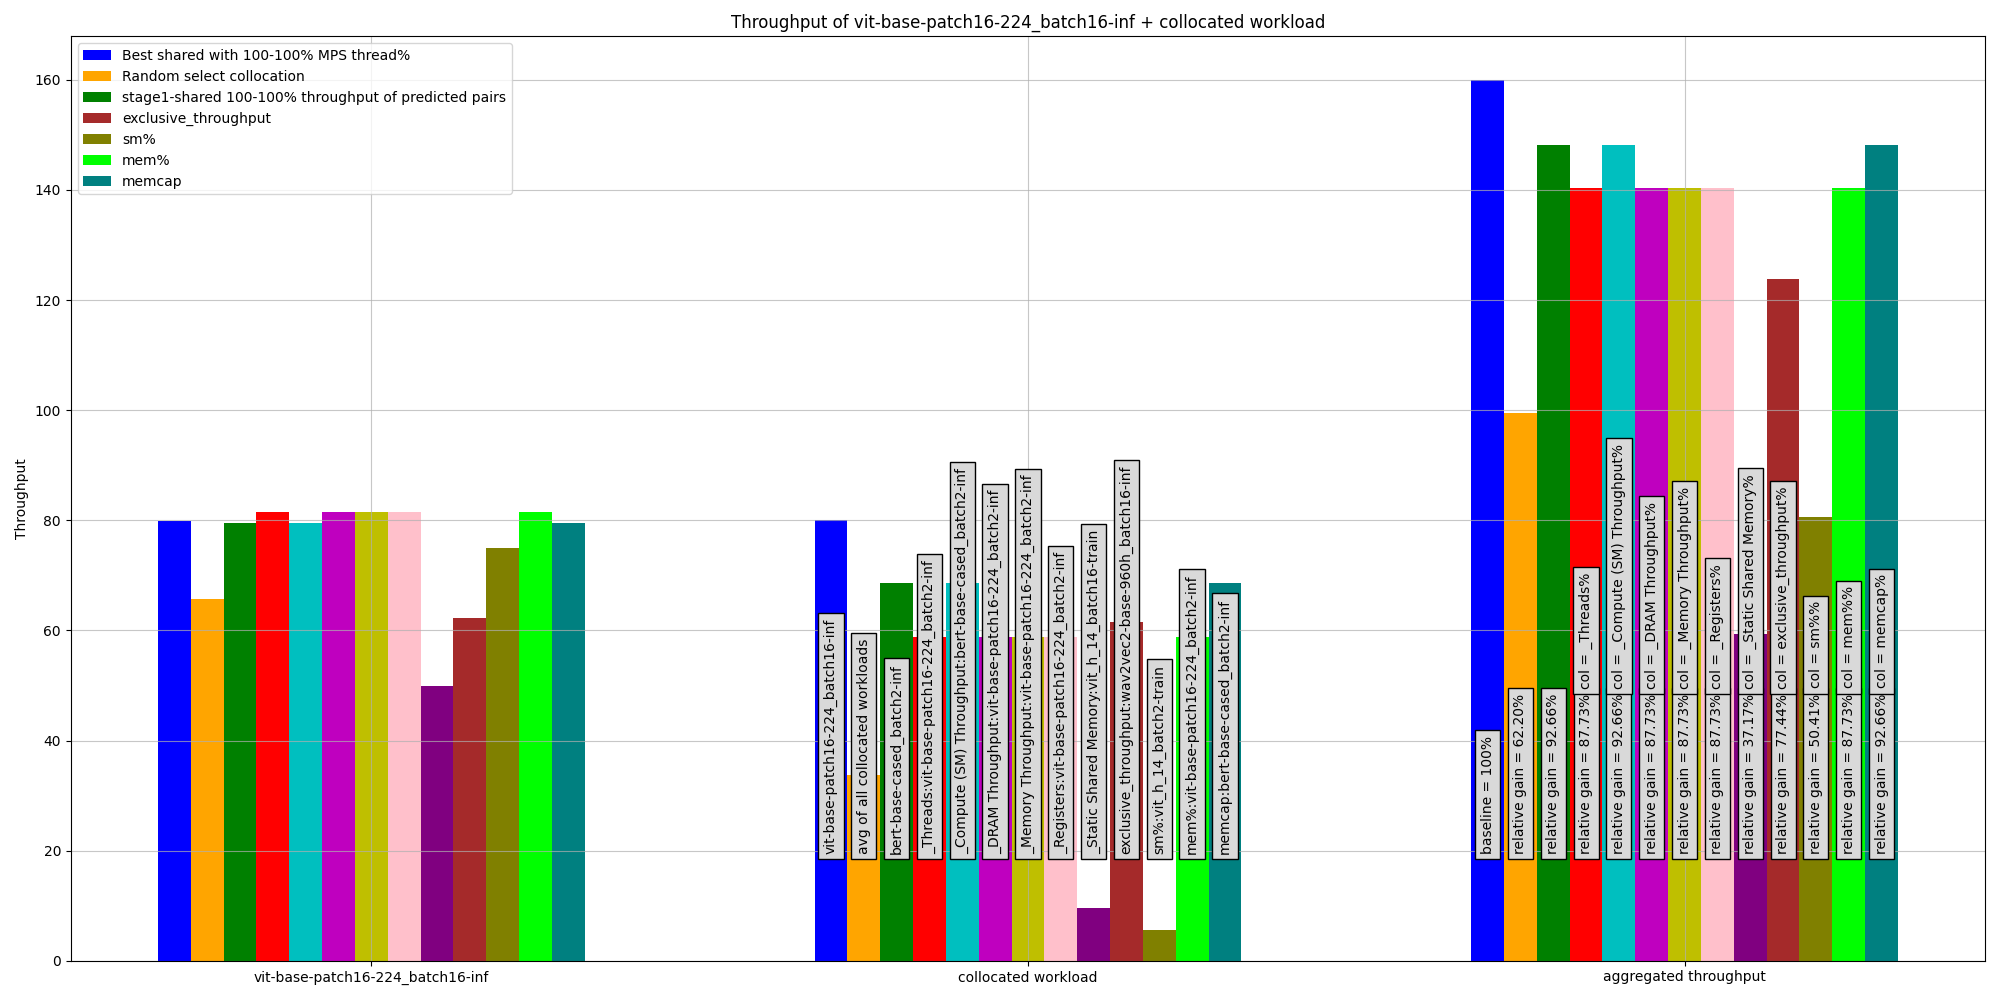 Throughput of vit-base-patch16-224_batch16-inf + collocated workload
Best shared with 100-100% MPS thread%
Random select collocation
stage1-shared 100-100% throughput of predicted pairs
exclusive_throughput
sm%
mem%
memcap
Throughput
160
140
120
100
80
60
40
20
0
vit-base-patch16-224_batch16-inf
avg of all collocated workloads
bert-base-cased_batch2-inf
_Threads:vit-base-patch16-224_batch2-inf
_Compute (SM) Throughput:bert-base-cased_batch2-inf
_DRAM Throughput:vit-base-patch16-224_batch2-inf
_Memory Throughput:vit-base-patch16-224_batch2-inf
_Registers:vit-base-patch16-224_batch2-inf
_Static Shared Memory:vit_h_14_batch16-train
exclusive_throughput:wav2vec2-base-960h_batch16-inf
sm%:vit_h_14_batch2-train
mem%:vit-base-patch16-224_batch2-inf
memcap:bert-base-cased_batch2-inf
baseline = 100%
relative gain = 62.20%
relative gain = 92.66%
relative gain = 87.73%
col = _Threads%
relative gain = 92.66%
col = _Compute (SM) Throughput%
relative gain = 87.73%
col = _DRAM Throughput%
relative gain = 87.73%
col = _Memory Throughput%
relative gain = 87.73%
col = _Registers%
relative gain = 37.17%
col = _Static Shared Memory%
relative gain = 77.44%
col = exclusive_throughput%
relative gain = 50.41%
col = sm%%
relative gain = 87.73%
col = mem%%
relative gain = 92.66%
col = memcap%
vit-base-patch16-224_batch16-inf
collocated workload
aggregated throughput